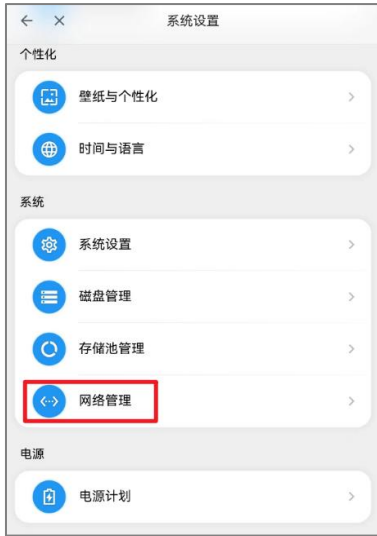 系统设置
个性化
壁纸与个性化
时间与语言
系统
系统设置
磁盘管理
存储池管理
网络管理
电源
电源计划